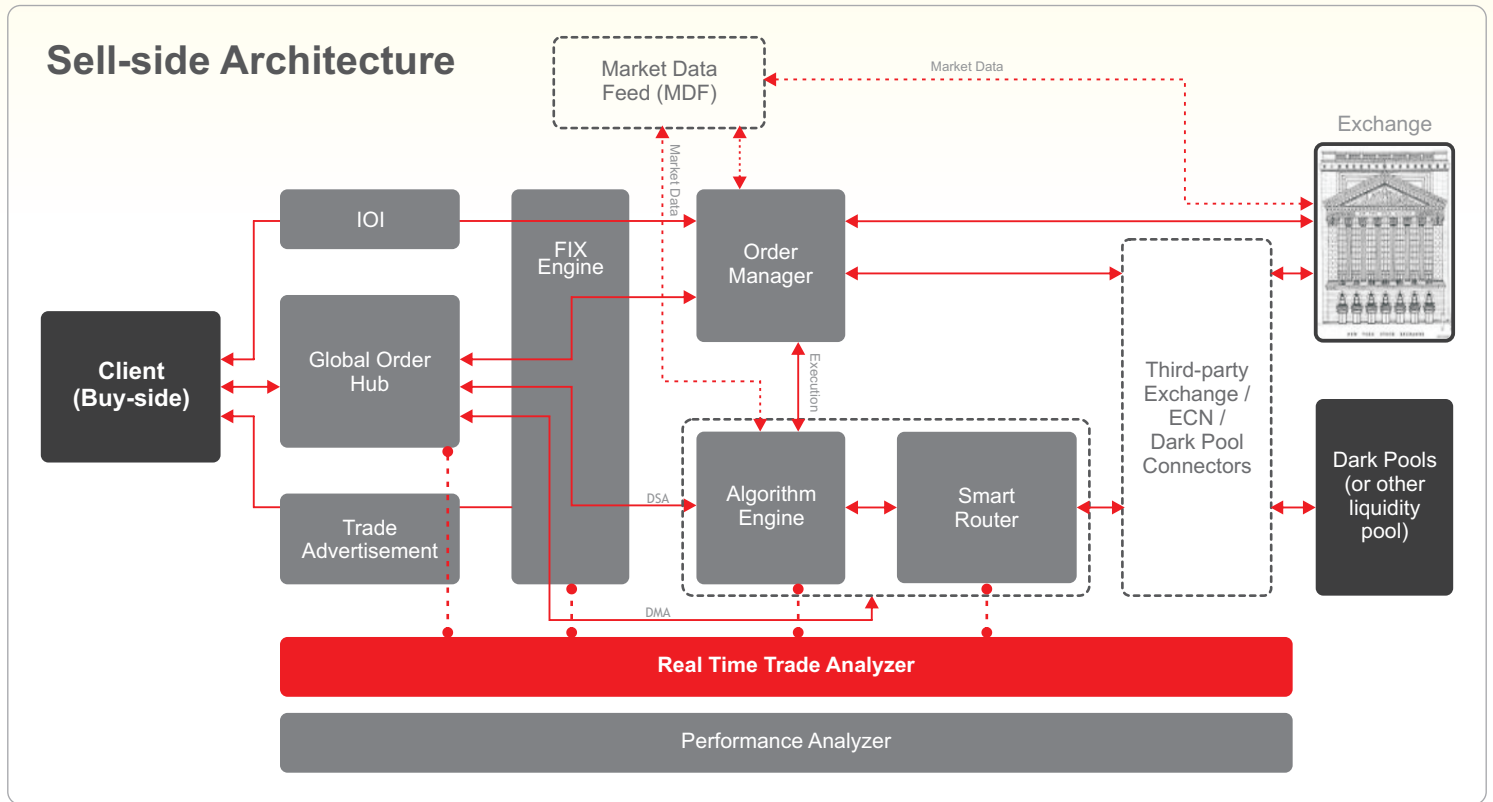 Sell-side Architecture
Market Data
Feed (MDF)
Market Data
Exchange
Market Data
IOI
FIX
Engine
Order
Manager
Client
(Buy-side)
Global Order
Hub
Execution
Third-party
Exchange /
ECN /
Dark Pool
Connectors
Trade
Advertisement
DSA
Algorithm
Engine
Smart
Router
Dark Pools
(or other
liquidity
pool)
DMA
Real Time Trade Analyzer
Performance Analyzer